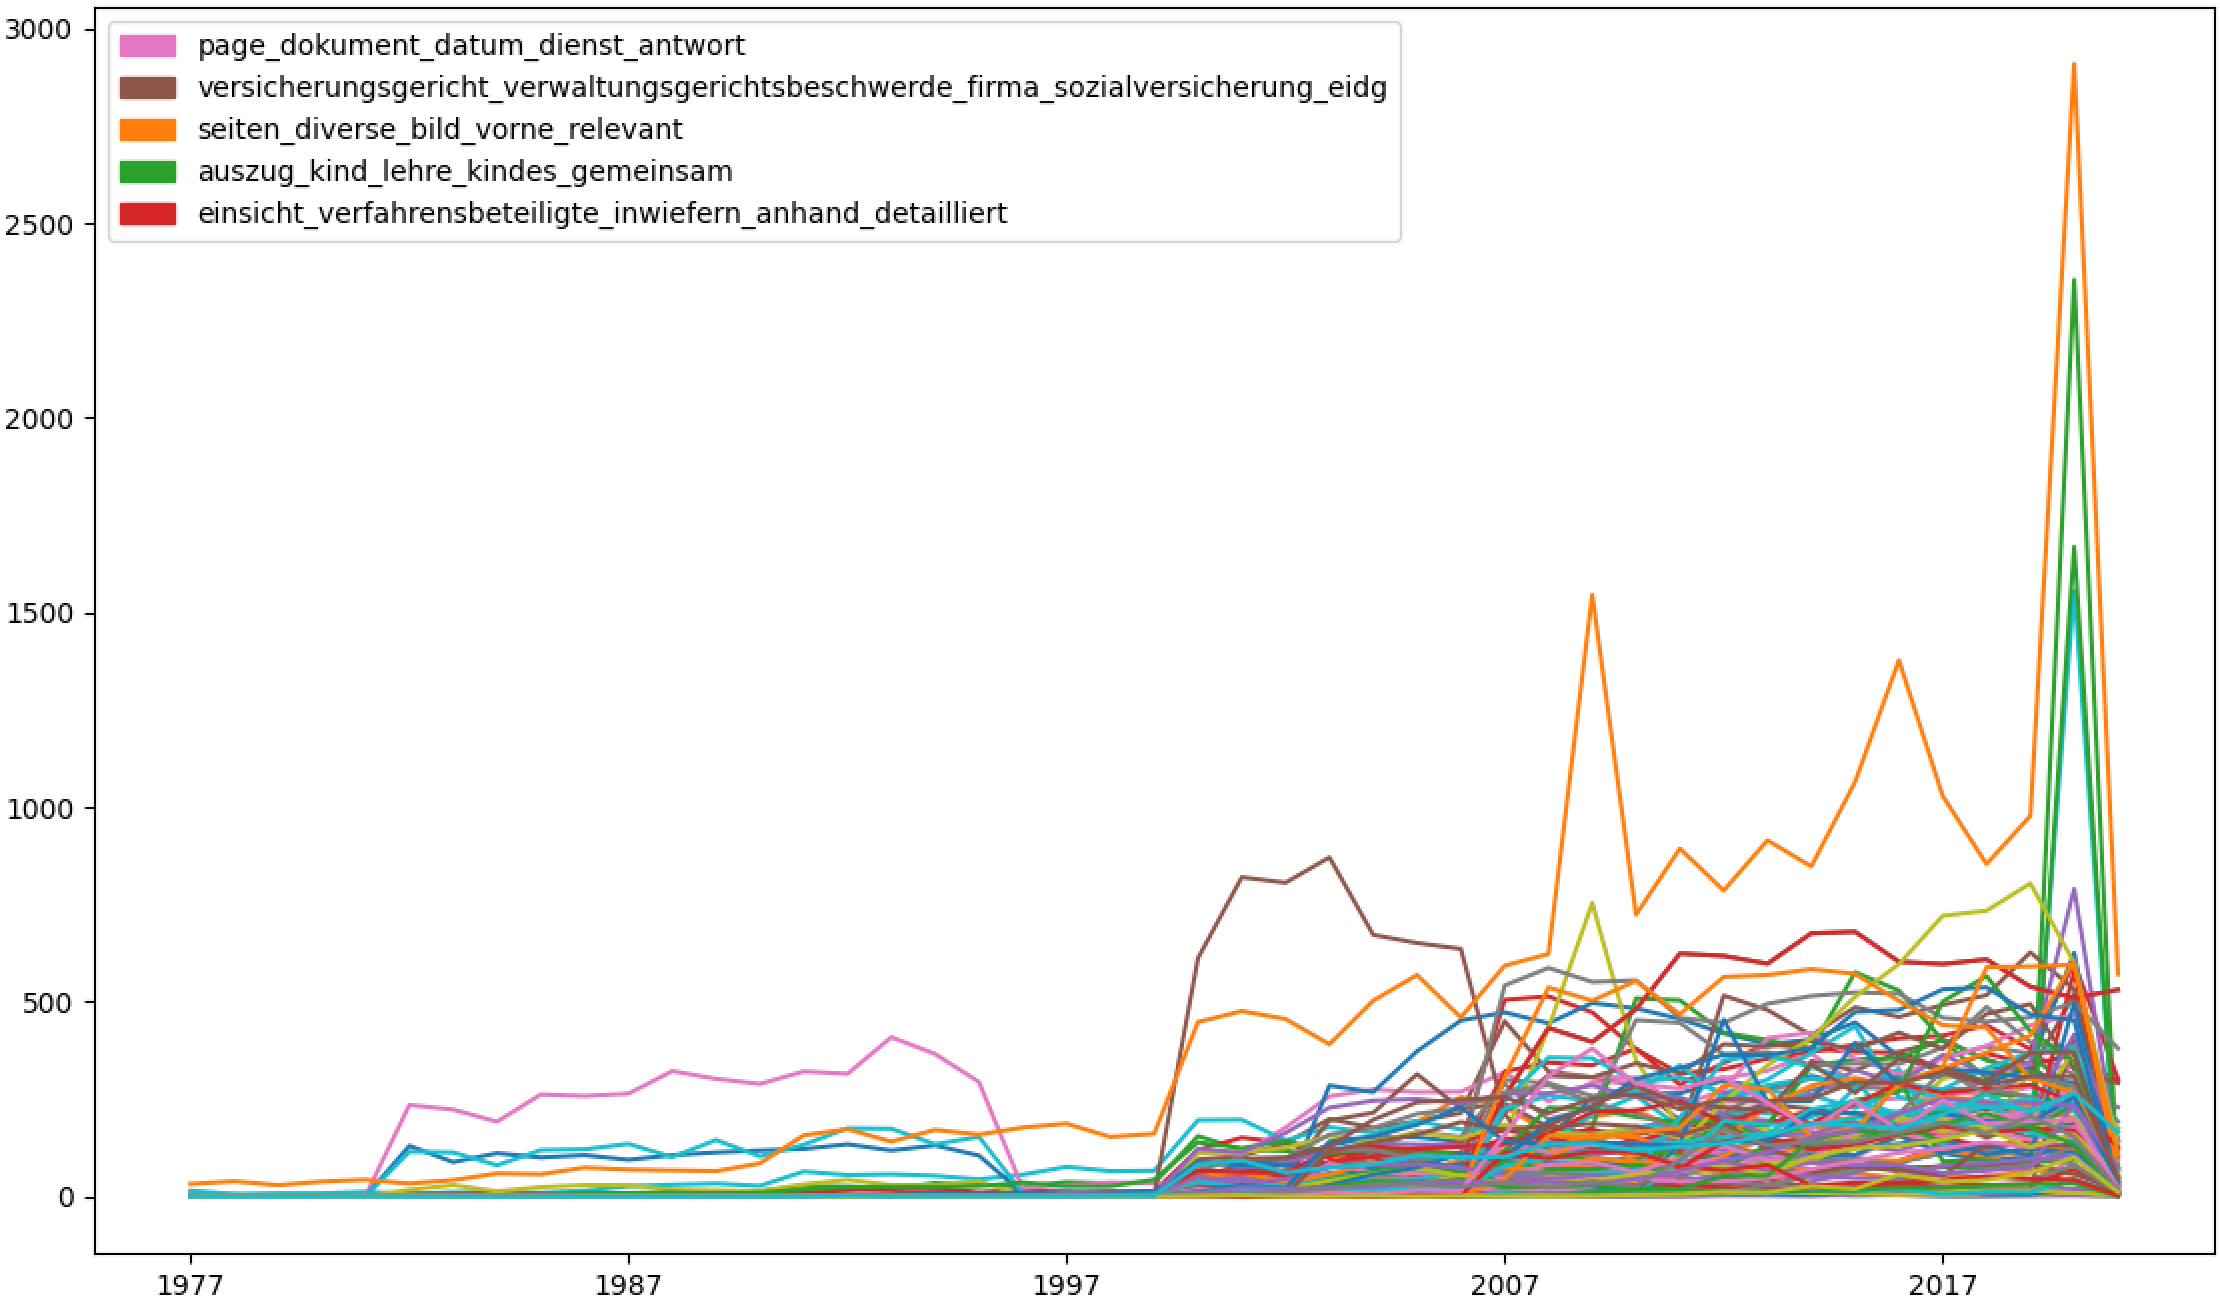 3000
2500
2000
1500
1000
500
0
page_dokument_datum_dienst_antwort
versicherungsgericht_verwaltungsgerichtsbeschwerde_firma_sozialversicherung_eidg
seiten_diverse_bild_vorne_relevant
auszug_kind_lehre_kindes_gemeinsam
einsicht_verfahrensbeteiligte_inwiefern_anhand_detailliert
1977 1987 1997 2007 2017